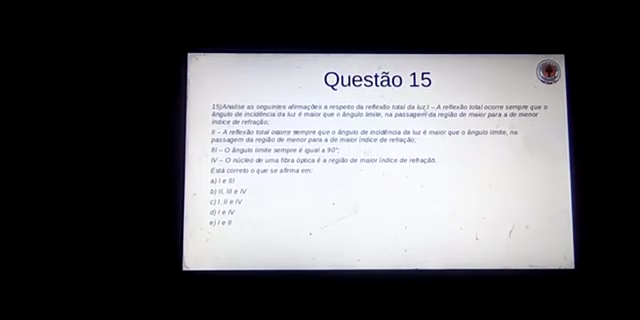 Questão 15
15)Analise as seguintes afirmações a respeito da reflexão total da luz:I – A reflexão total ocorre sempre que o
ângulo de incidência da luz é maior que o ângulo limite, na passagem da região de maior para a de menor
índice de refração;
II – A reflexão total ocorre sempre que o ângulo de incidência da luz é maior que o ângulo limite, na
passagem da região de menor para a de maior índice de refração;
III – O ângulo limite sempre é igual a 90°;
IV – O núcleo de uma fibra óptica é a região de maior índice de refração.
Está correto o que se afirma em:
a) I e III
b) II, III e IV
c) I, II e IV
d) I e IV
e) I e II